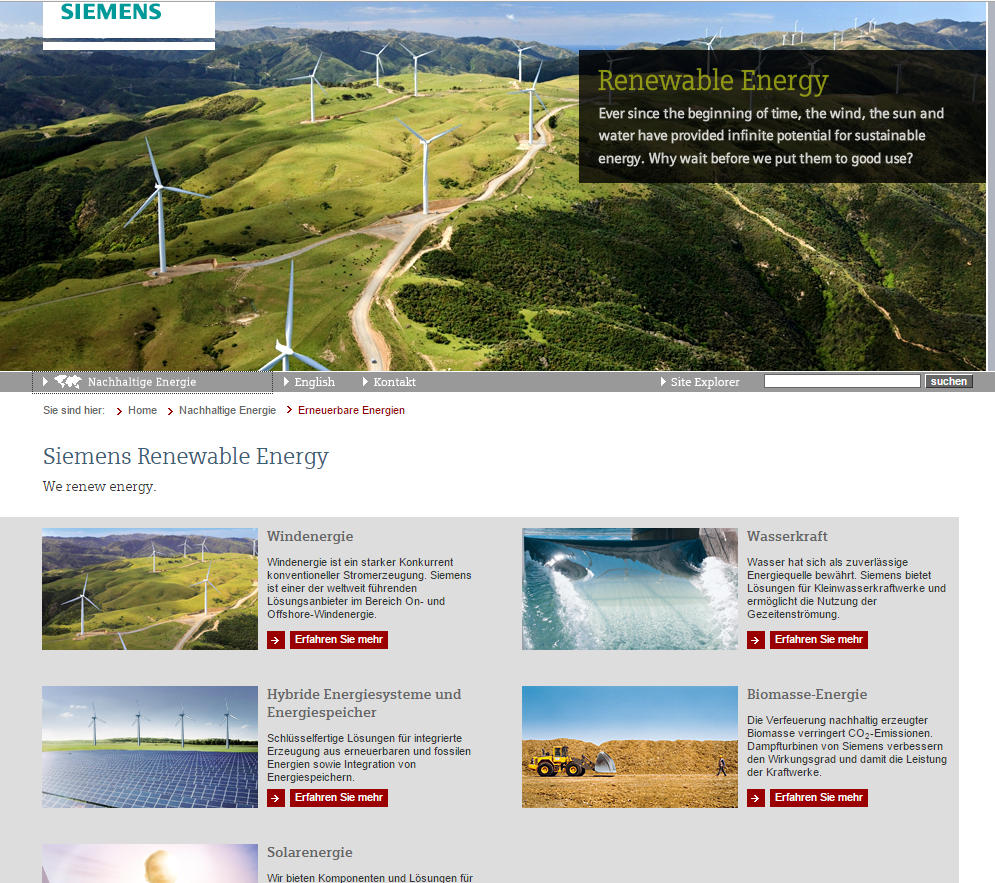 SIEMENS
Renewable Energy
Ever since the beginning of time, the wind, the sun and
water have provided infinite potential for sustainable
energy. Why wait before we put them to good use?
Nachhaltige Energie
English
Kontakt
Site Explorer
suchen
Sie sind hier:
Home
Nachhaltige Energie
Erneuerbare Energien
Siemens Renewable Energy
We renew energy.
Windenergie
Windenergie ist ein starker Konkurrent
konventioneller Stromerzeugung. Siemens
ist einer der weltweit führenden
Lösungsanbieter im Bereich On- und
Offshore-Windenergie.
Erfahren Sie mehr
Wasserkraft
Wasser hat sich als zuverlässige
Energiequelle bewährt. Siemens bietet
Lösungen für Kleinwasserkraftwerke und
ermöglicht die Nutzung der
Gezeitenströmung.
Erfahren Sie mehr
Hybride Energiesysteme und
Energiespeicher
Schlüsselfertige Lösungen für integrierte
Erzeugung aus erneuerbaren und fossilen
Energien sowie Integration von
Energiespeichern.
Erfahren Sie mehr
Biomasse-Energie
Die Verfeuerung nachhaltig erzeugter
Biomasse verringert CO₂-Emissionen.
Dampfturbinen von Siemens verbessern
den Wirkungsgrad und damit die Leistung
der Kraftwerke.
Erfahren Sie mehr
Solarenergie
Wir bieten Komponenten und Lösungen für